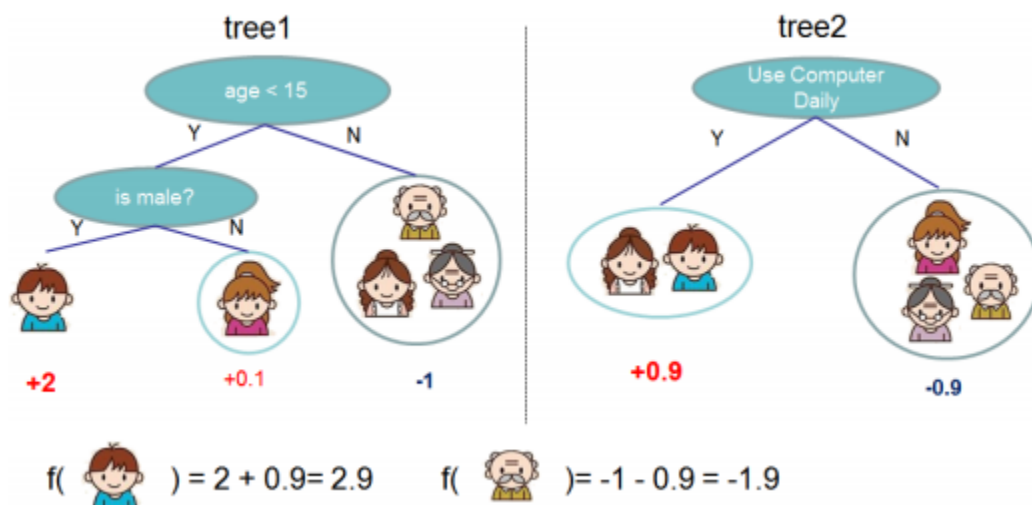 tree1
age < 15
Y
N
is male?
Y
N
+2
+0.1
-1
tree2
Use Computer
Daily
Y
N
+0.9
-0.9
f( ) = 2 + 0.9= 2.9
f( )= -1 - 0.9 = -1.9